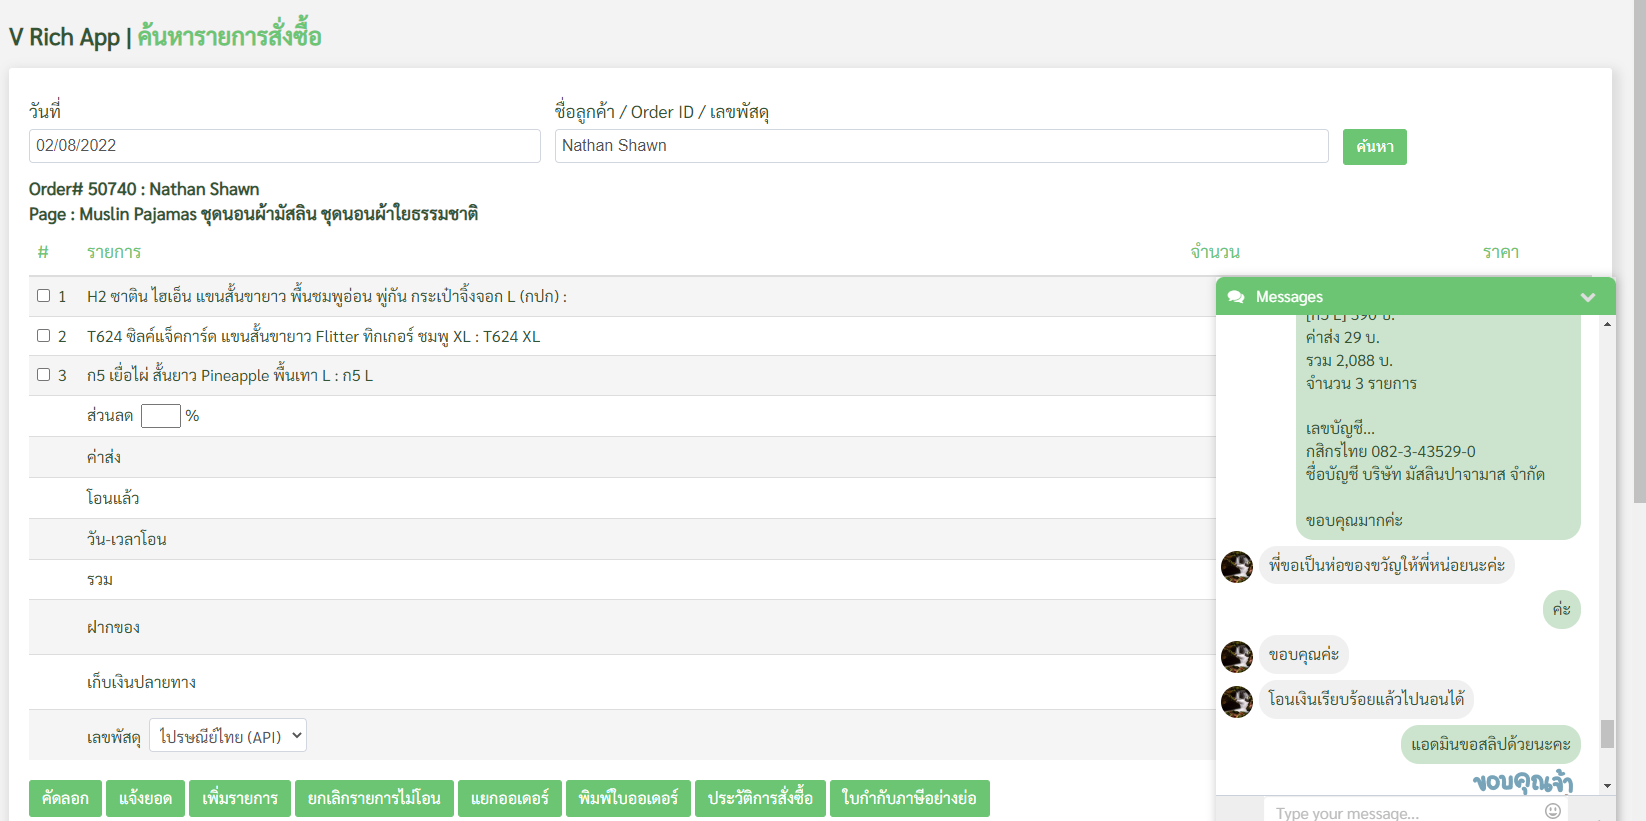 V Rich App | ค้นหารายการสั่งซื้อ
วันที่
ชื่อลูกค้า / Order ID / เลขพัสดุ
02/08/2022
Nathan Shawn
ค้นหา
Order# 50740 : Nathan Shawn
Page : Muslin Pajamas ชุดนอนผ้ามัสลิน ชุดนอนผ้าใยธรรมชาติ
# รายการ จำนวน ราคา
1 H2 ซาติน ไฮเอ็น แขนสั้นขายาว พื้นชมพูอ่อน พู่กัน กระเป๋าจิ้งจอก L (กปก) :
2 T624 ซิลค์แจ็คการ์ด แขนสั้นขายาว Flitter ทิกเกอร์ ชมพู XL : T624 XL
3 ก5 เยื่อไผ่ สั้นยาว Pineapple พื้นเทา L : ก5 L
ส่วนลด %
ค่าส่ง
โอนแล้ว
วัน-เวลาโอน
รวม
ฝากของ
เก็บเงินปลายทาง
เลขพัสดุ ไปรษณีย์ไทย (API)
คัดลอก แจ้งยอด เพิ่มรายการ ยกเลิกรายการไม่โอน แยกออเดอร์ พิมพ์ใบออเดอร์ ประวัติการสั่งซื้อ ใบกำกับภาษีอย่างย่อ
Messages
[ก5 L] 590 บ.
ค่าส่ง 29 บ.
รวม 2,088 บ.
จำนวน 3 รายการ
เลขบัญชี...
กสิกรไทย 082-3-43529-0
ชื่อบัญชี บริษัท มัสลินปาจามาส จำกัด
ขอบคุณมากค่ะ
พี่ขอเป็นห่อของขวัญให้พี่หน่อยนะค่ะ
ค่ะ
ขอบคุณค่ะ
โอนเงินเรียบร้อยแล้วไปนอนได้
แอดมินขอสลิปด้วยนะคะ
ขอบคุณจ้า
Type your message...